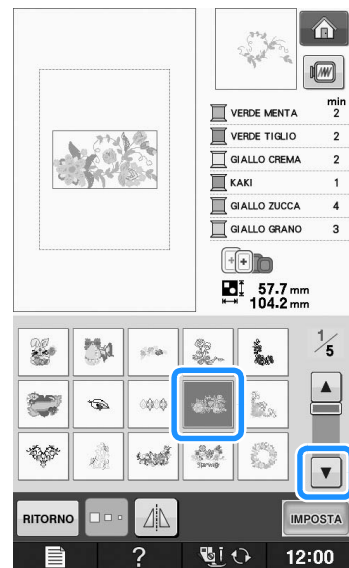 min
VERDE MENTA 2
VERDE TIGLIO 2
GIALLO CREMA 2
KAKI 1
GIALLO ZUCCA 4
GIALLO GRANO 3
57.7 mm
104.2 mm
1/5
RITORNO
IMPOSTA
?
12:00